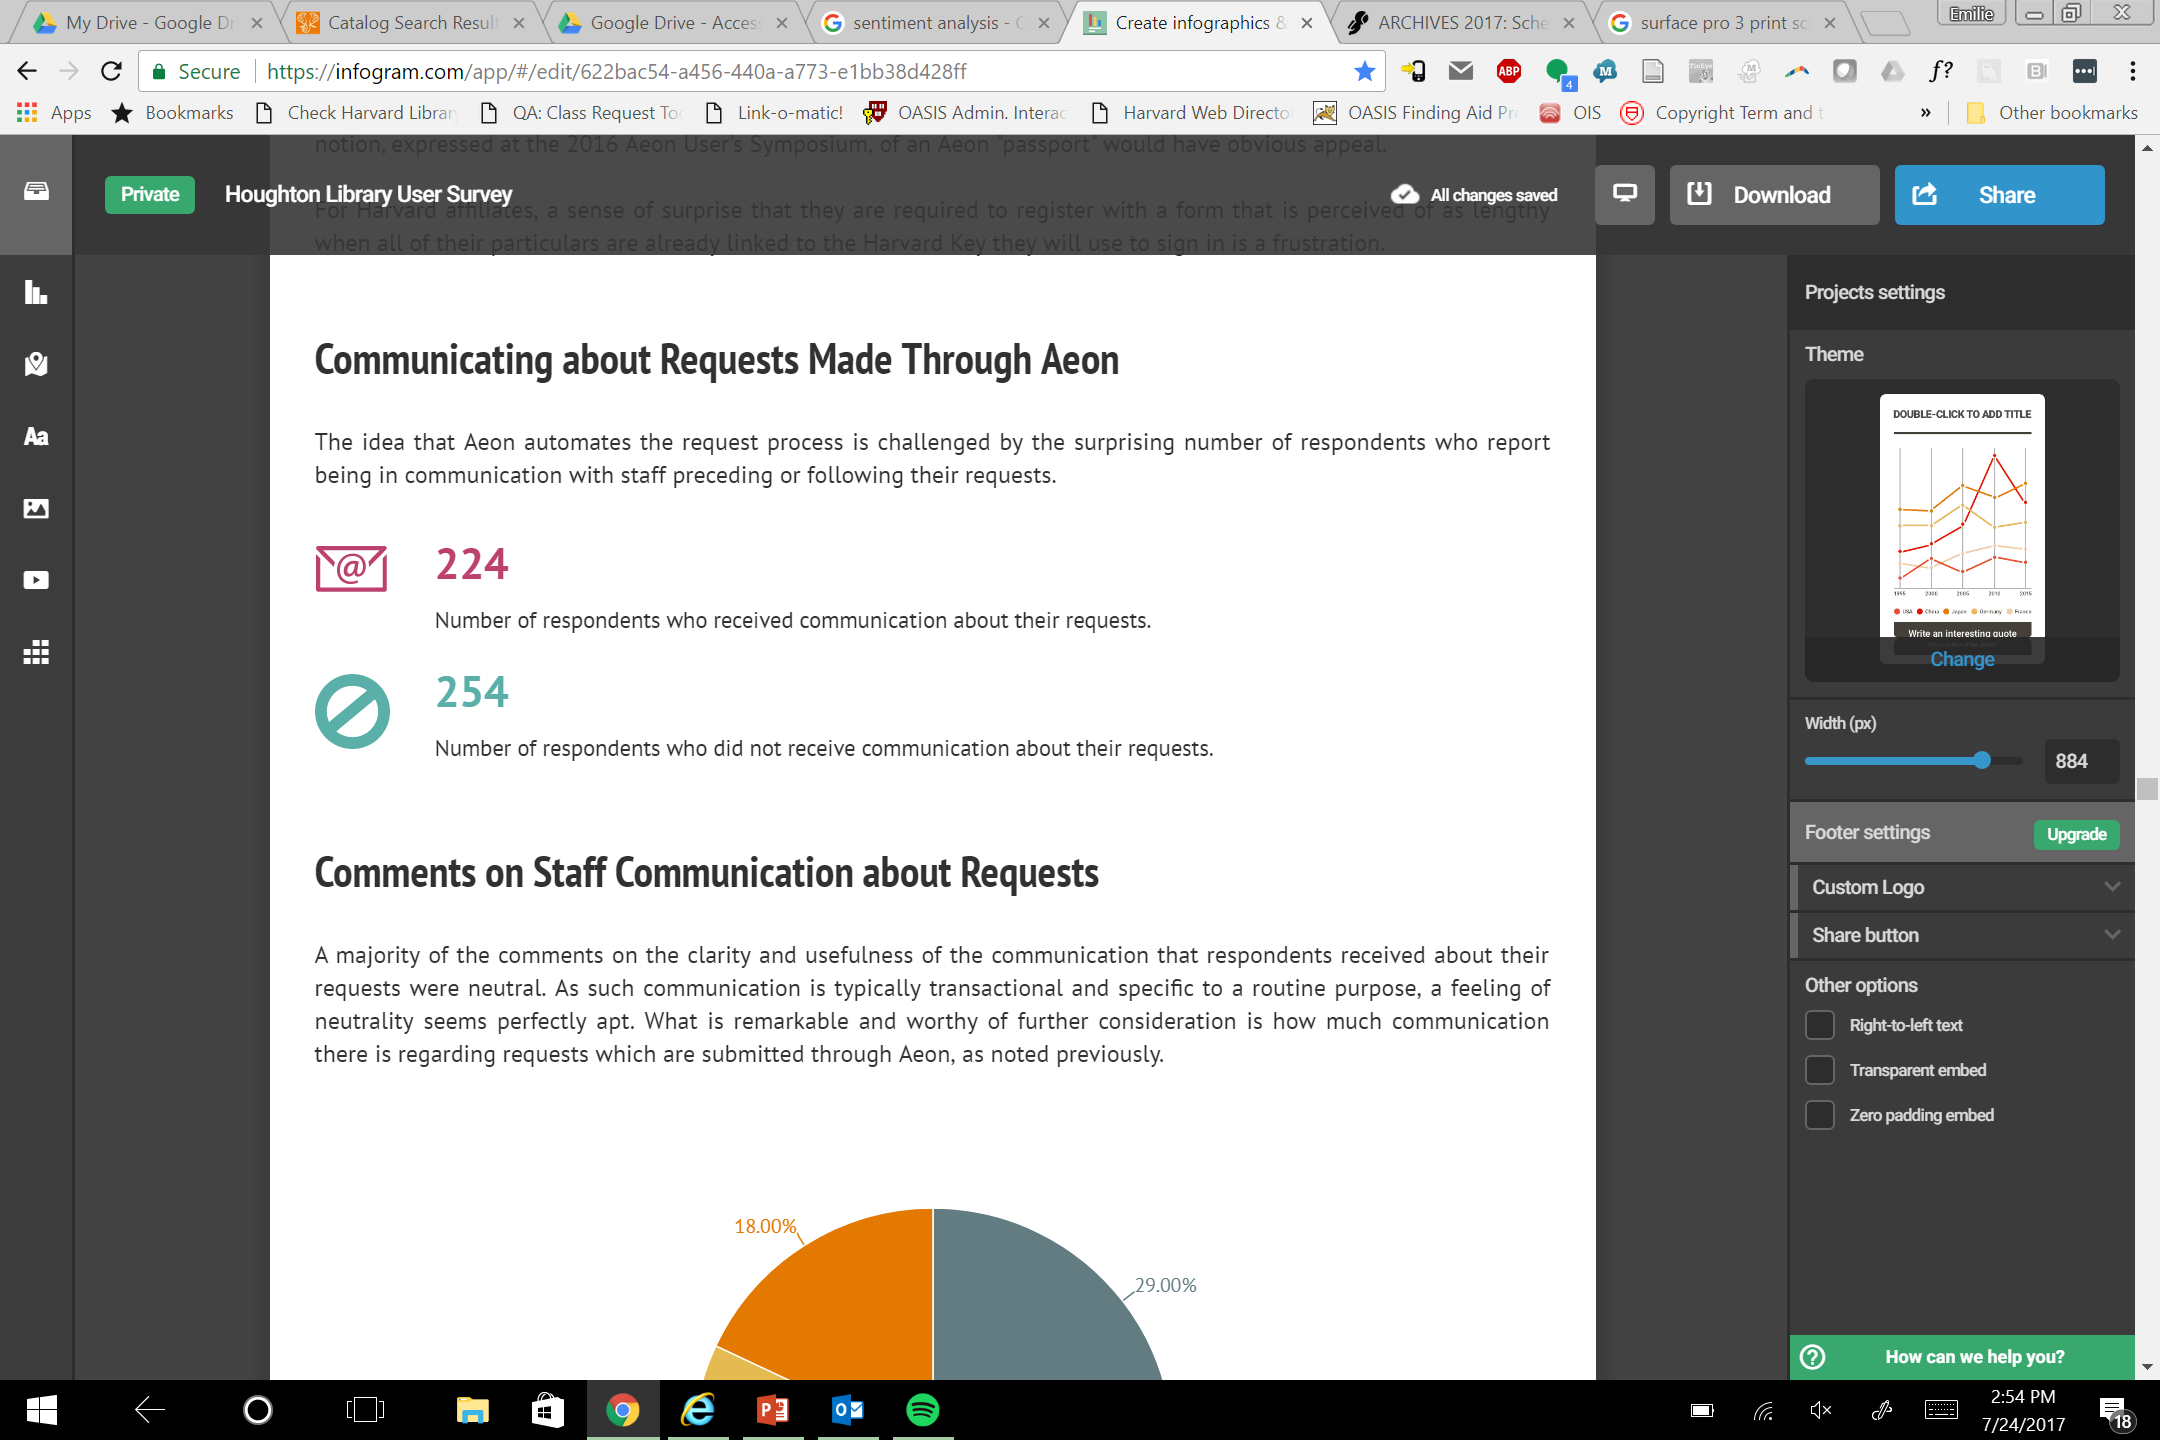 My Drive - Google Dr
Catalog Search Result
Google Drive - Acces
sentiment analysis - G
Create infographics &
ARCHIVES 2017: Sche
surface pro 3 print sc
Emilie
Secure
https://infogram.com/app/#/edit/622bac54-a456-440a-a773-e1bb38d428ff
ABP
4
Apps
Bookmarks
Check Harvard Librar
QA: Class Request To
Link-o-matic!
OASIS Admin. Interac
Harvard Web Directo
OASIS Finding Aid Pr
OIS
Copyright Term and t
»
Other bookmarks
notion, expressed at the 2016 Aeon User's Symposium, of an Aeon "passport" would have obvious appeal.
Private
Houghton Library User Survey
All changes saved
Download
Share
For Harvard affiliates, a sense of surprise that they are required to register with a form that is perceived of as lengthy
when all of their particulars are already linked to the Harvard Key they will use to sign in is a frustration.
Communicating about Requests Made Through Aeon
The idea that Aeon automates the request process is challenged by the surprising number of respondents who report
being in communication with staff preceding or following their requests.
@
224
Number of respondents who received communication about their requests.
254
Number of respondents who did not receive communication about their requests.
Comments on Staff Communication about Requests
A majority of the comments on the clarity and usefulness of the communication that respondents received about their
requests were neutral. As such communication is typically transactional and specific to a routine purpose, a feeling of
neutrality seems perfectly apt. What is remarkable and worthy of further consideration is how much communication
there is regarding requests which are submitted through Aeon, as noted previously.
18.00%
29.00%
Aa
Projects settings
Theme
DOUBLE-CLICK TO ADD TITLE
1995 2000 2005 2010 2015
USA China Japan Germany France
Write an interesting quote
Change
Width (px)
884
Footer settings
Upgrade
Custom Logo
Share button
Other options
Right-to-left text
Transparent embed
Zero padding embed
How can we help you?
2:54 PM
7/24/2017
18